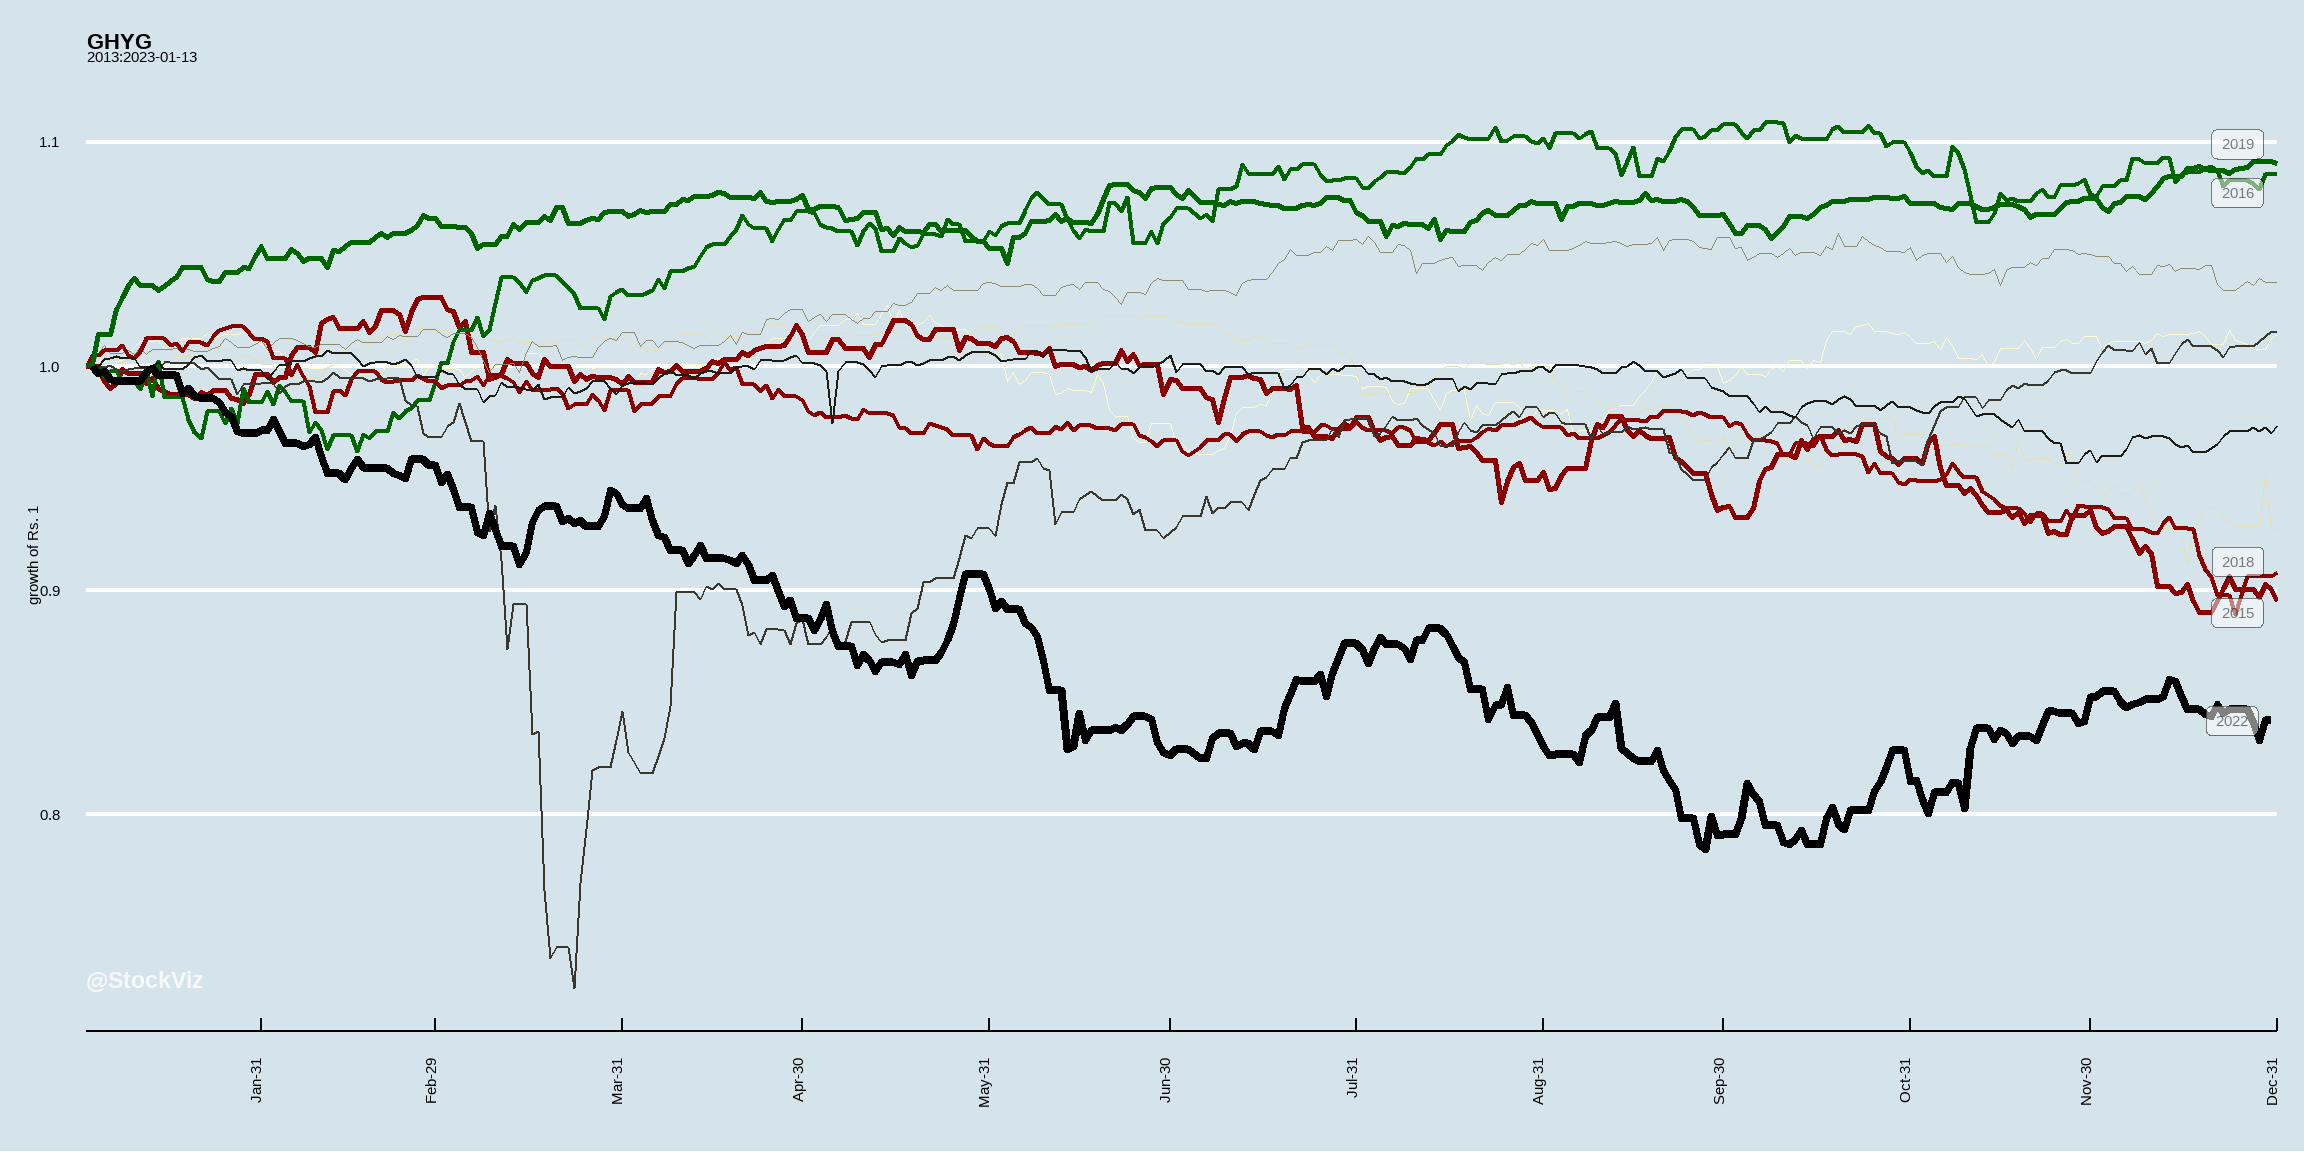 GHYG
2013:2023-01-13
growth of Rs. 1
1.1
1.0
0.9
0.8
2019
2016
2018
2015
2022
@StockViz
Jan-31
Feb-29
Mar-31
Apr-30
May-31
Jun-30
Jul-31
Aug-31
Sep-30
Oct-31
Nov-30
Dec-31